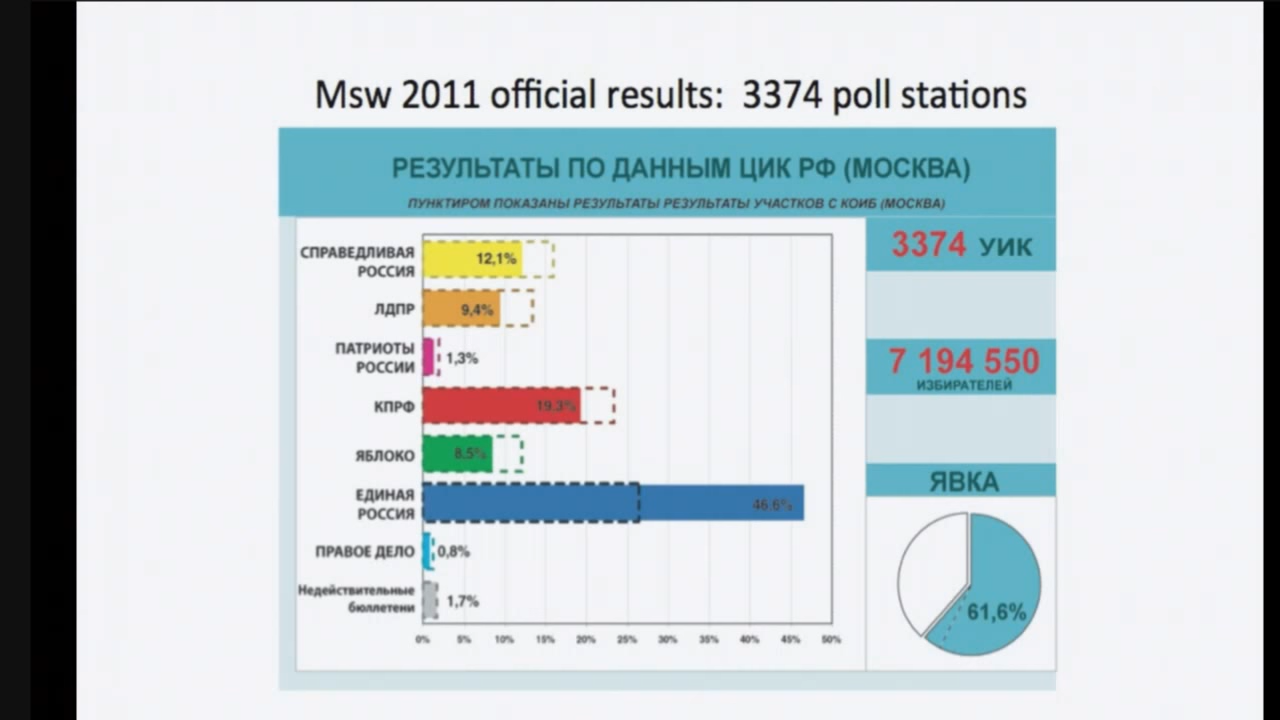 Msw 2011 official results: 3374 poll stations
РЕЗУЛЬТАТЫ ПО ДАННЫМ ЦИК РФ (МОСКВА)
ПУНКТИРОМ ПОКАЗАНЫ РЕЗУЛЬТАТЫ РЕЗУЛЬТАТЫ УЧАСТКОВ С КОИБ (МОСКВА)
СПРАВЕДЛИВАЯ
РОССИЯ
12,1%
ЛДПР
9,4%
ПАТРИОТЫ
РОССИИ
1,3%
КПРФ
19.3%
ЯБЛОКО
8.5%
ЕДИНАЯ
РОССИЯ
46.6%
ПРАВОЕ ДЕЛО
0,8%
Недействительные
бюллетени
1,7%
0% 5% 10% 15% 20% 25% 30% 35% 40% 45% 50%
3374 УИК
7 194 550
ИЗБИРАТЕЛЕЙ
ЯВКА
61,6%